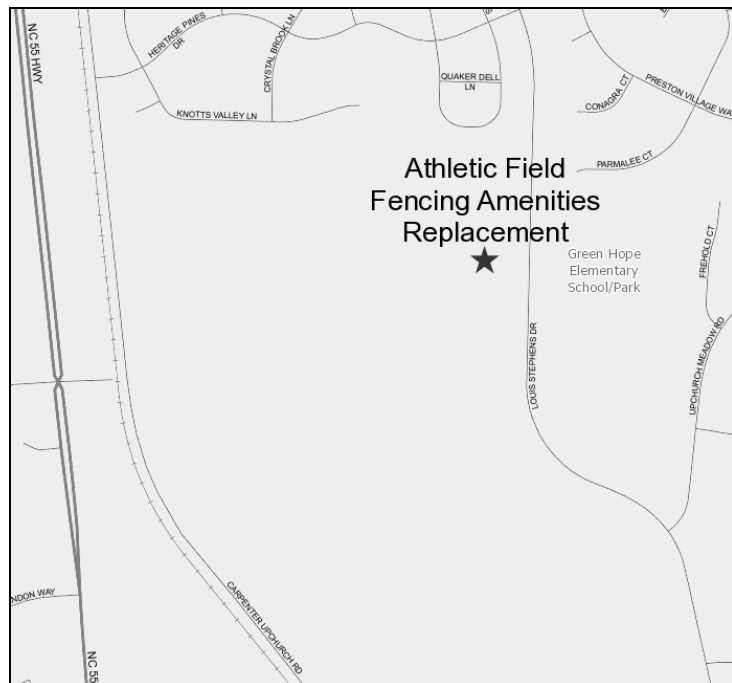 NC 55 HWY
HERITAGE PINES
DR
CRYSTAL BROOK LN
KNOTTS VALLEY LN
QUAKER DELL
LN
CONAGRA CT
PRESTON VILLAGE WA
PARMALEE CT
Athletic Field
Fencing Amenities
Replacement
Green Hope
Elementary
School/Park
FREHOLD CT
UPCHURCH MEADOW RD
LOUIS STEPHENS DR
CARPENTER UPCHURCH RD
NDON WAY
NC 55